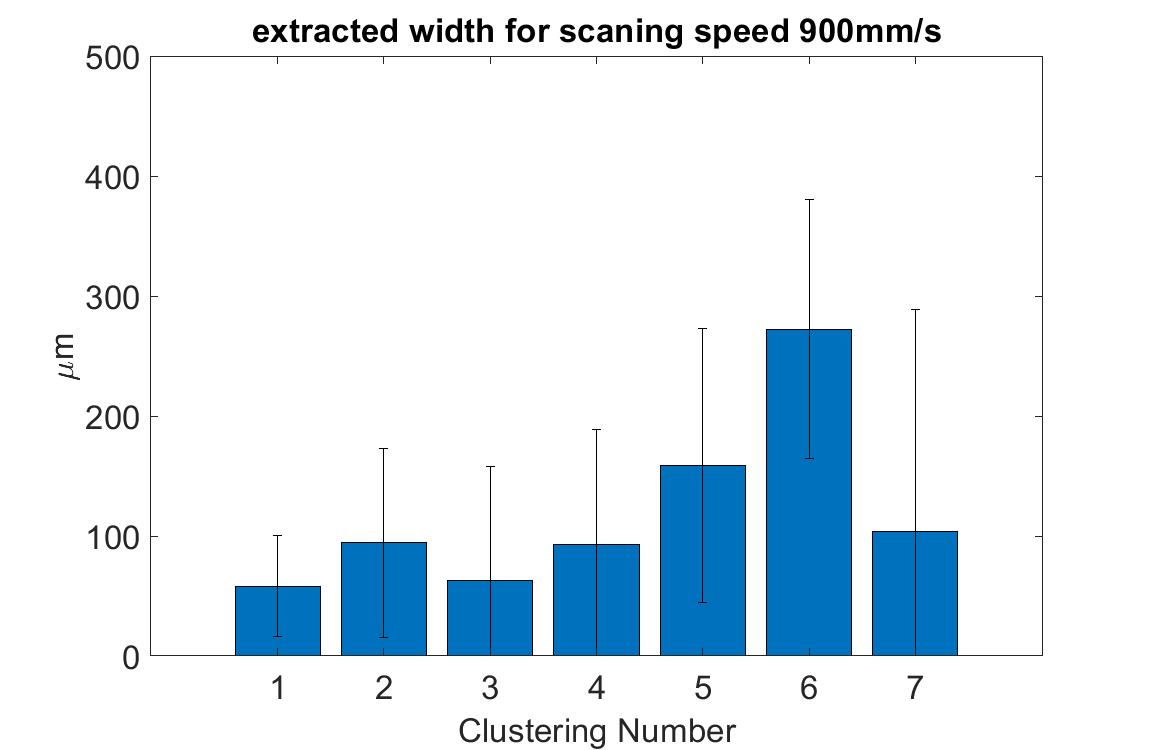 extracted width for scaning speed 900mm/s
500
400
300
200
100
0
μm
1 2 3 4 5 6 7
Clustering Number